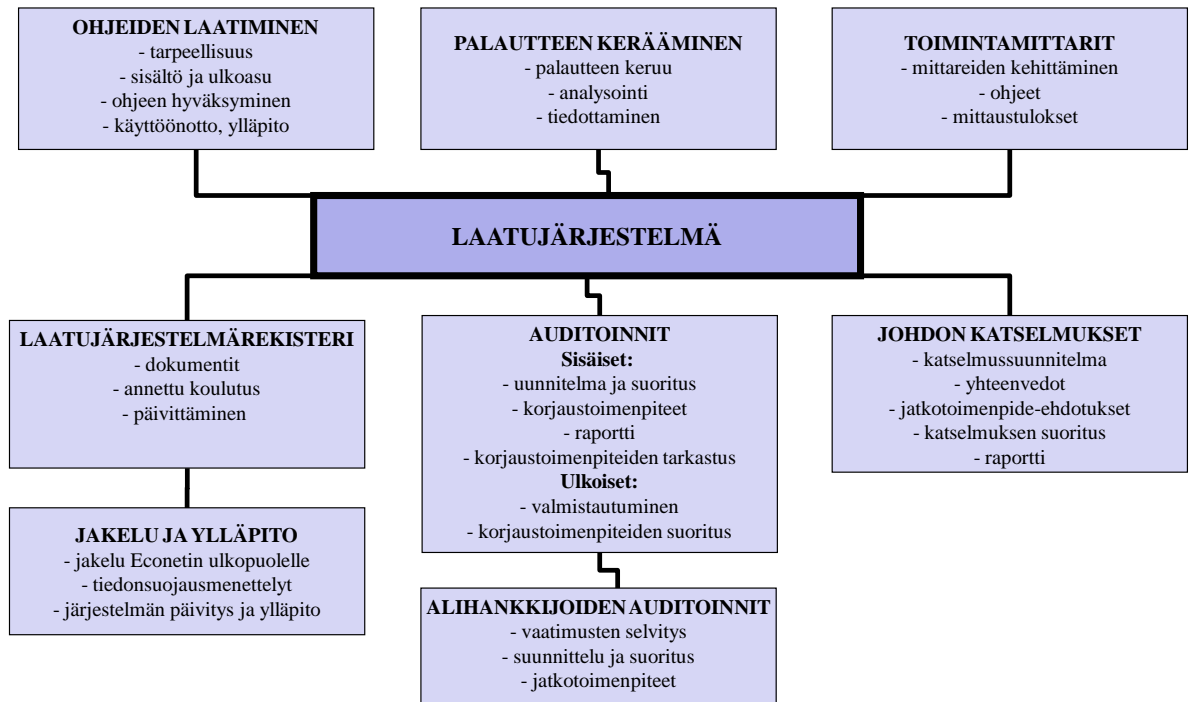 OHJEIDEN LAATIMINEN
- tarpeellisuus
- sisältö ja ulkoasu
- ohjeen hyväksyminen
- käyttöönotto, ylläpito
PALAUTTEEN KERÄÄMINEN
- palautteen keruu
- analysointi
- tiedottaminen
TOIMINTAMITTARIT
- mittareiden kehittäminen
- ohjeet
- mittaustulokset
LAATUJÄRJESTELMÄ
LAATUJÄRJESTELMÄREKISTERI
- dokumentit
- annettu koulutus
- päivittäminen
JAKELU JA YLLÄPITO
- jakelu Econetin ulkopuolelle
- tiedonsuojausmenettelyt
- järjestelmän päivitys ja ylläpito
AUDITOINNIT
Sisäiset:
- uunnitelma ja suoritus
- korjaustoimenpiteet
- raportti
- korjaustoimenpiteiden tarkastus
Ulkoiset:
- valmistautuminen
- korjaustoimenpiteiden suoritus
ALIHANKKIJOIDEN AUDITOINNIT
- vaatimusten selvitys
- suunnittelu ja suoritus
- jatkotoimenpiteet
JOHDON KATSELMUKSET
- katselmussuunnitelma
- yhteenvedot
- jatkotoimenpide-ehdotukset
- katselmuksen suoritus
- raportti